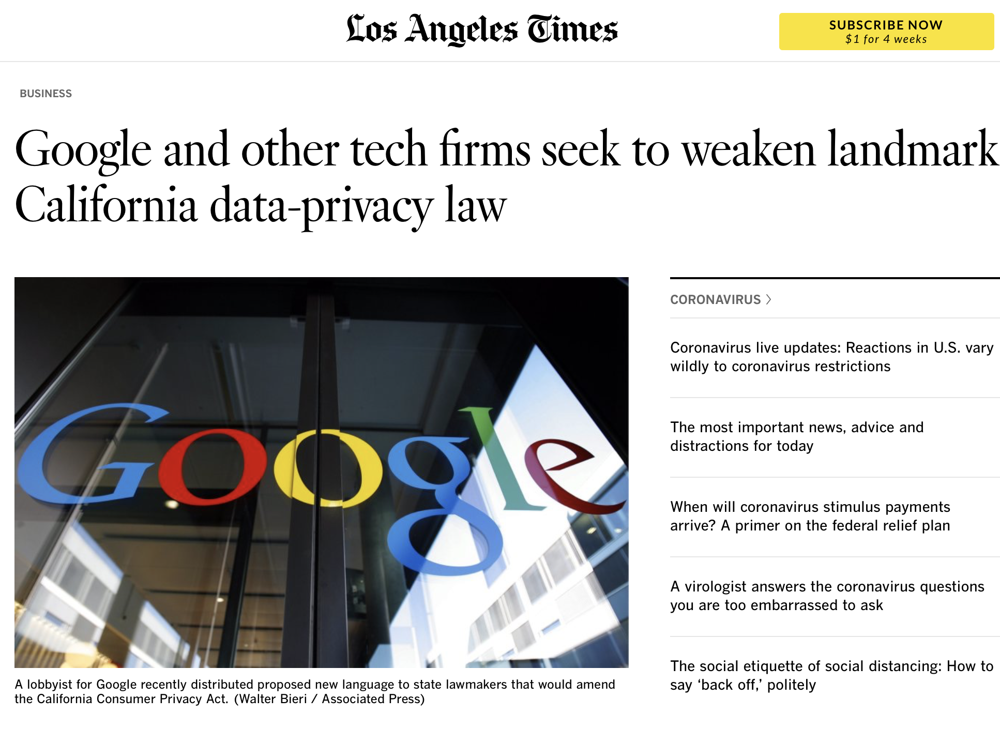 Los Angeles Times
SUBSCRIBE NOW
$1 for 4 weeks
BUSINESS
Google and other tech firms seek to weaken landmark
California data-privacy law
Google
A lobbyist for Google recently distributed proposed new language to state lawmakers that would amend
the California Consumer Privacy Act. (Walter Bieri / Associated Press)
CORONAVIRUS >
Coronavirus live updates: Reactions in U.S. vary
wildly to coronavirus restrictions
The most important news, advice and
distractions for today
When will coronavirus stimulus payments
arrive? A primer on the federal relief plan
A virologist answers the coronavirus questions
you are too embarrassed to ask
The social etiquette of social distancing: How to
say ‘back off,’ politely